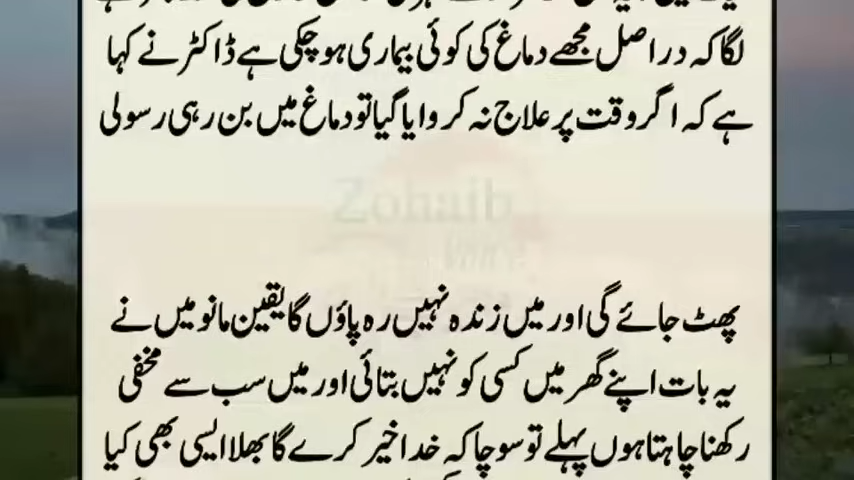 لگا کہ دراصل مجھے دماغ کی کوئی بیماری ہو چکی ہے ڈاکٹر نے کہا
ہے کہ اگر وقت پر علاج نہ کروایا گیا تو دماغ میں بن رہی رسولی
Zohaib
پھٹ جائے گی اور میں زندہ نہیں رہ پاؤں گا یقین مانو میں نے
یہ بات اپنے گھر میں کسی کو نہیں بتائی اور میں سب سے مخفی
رکھنا چاہتا ہوں پہلے تو سوچا کہ خدا خیر کرے گا بھلا ایسی بھی کیا